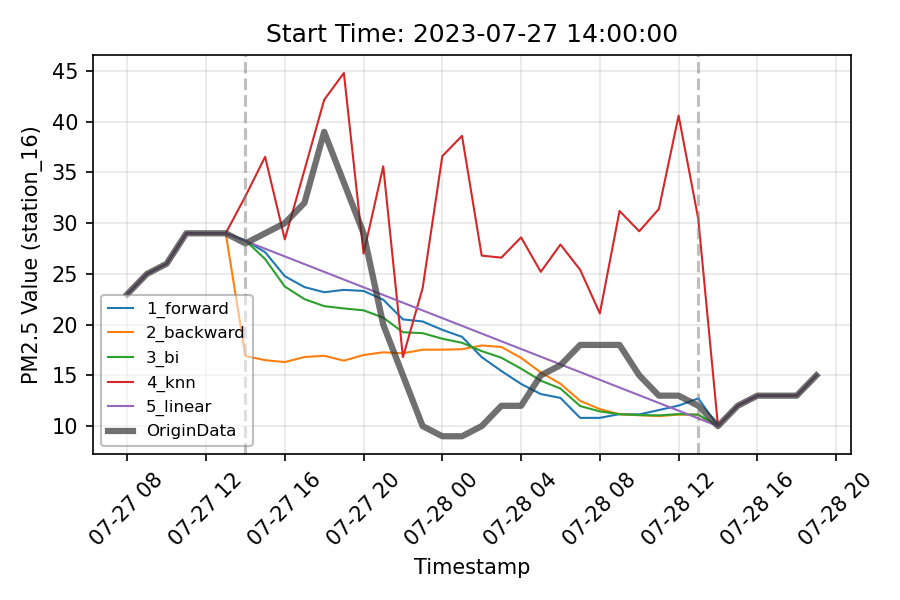 Start Time: 2023-07-27 14:00:00
PM2.5 Value (station_16)
45
40
35
30
25
20
15
10
1_forward
2_backward
3_bi
4_knn
5_linear
OriginData
07-27 08
07-27 12
07-27 16
07-27 20
07-28 00
07-28 04
07-28 08
07-28 12
07-28 16
07-28 20
Timestamp